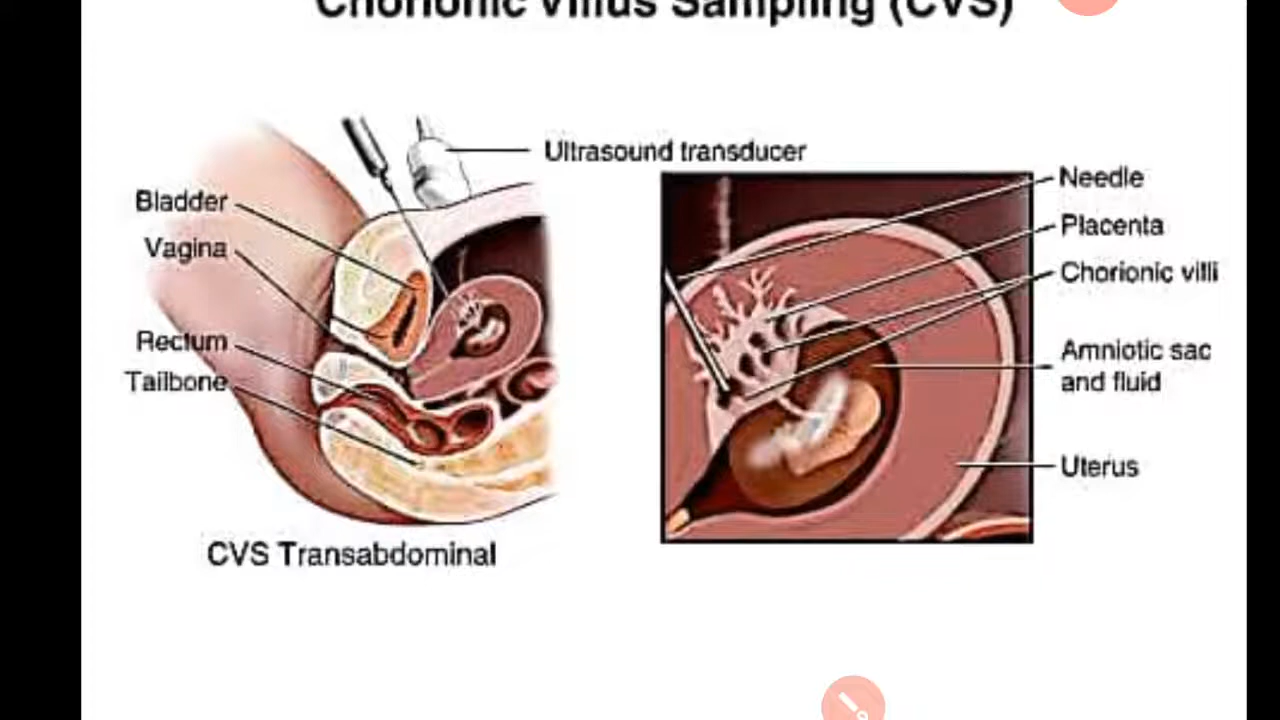 Chorionic Villus Sampling (CVS)
Ultrasound transducer
Bladder
Vagina
Rectum
Tailbone
CVS Transabdominal
Needle
Placenta
Chorionic villi
Amniotic sac
and fluid
Uterus